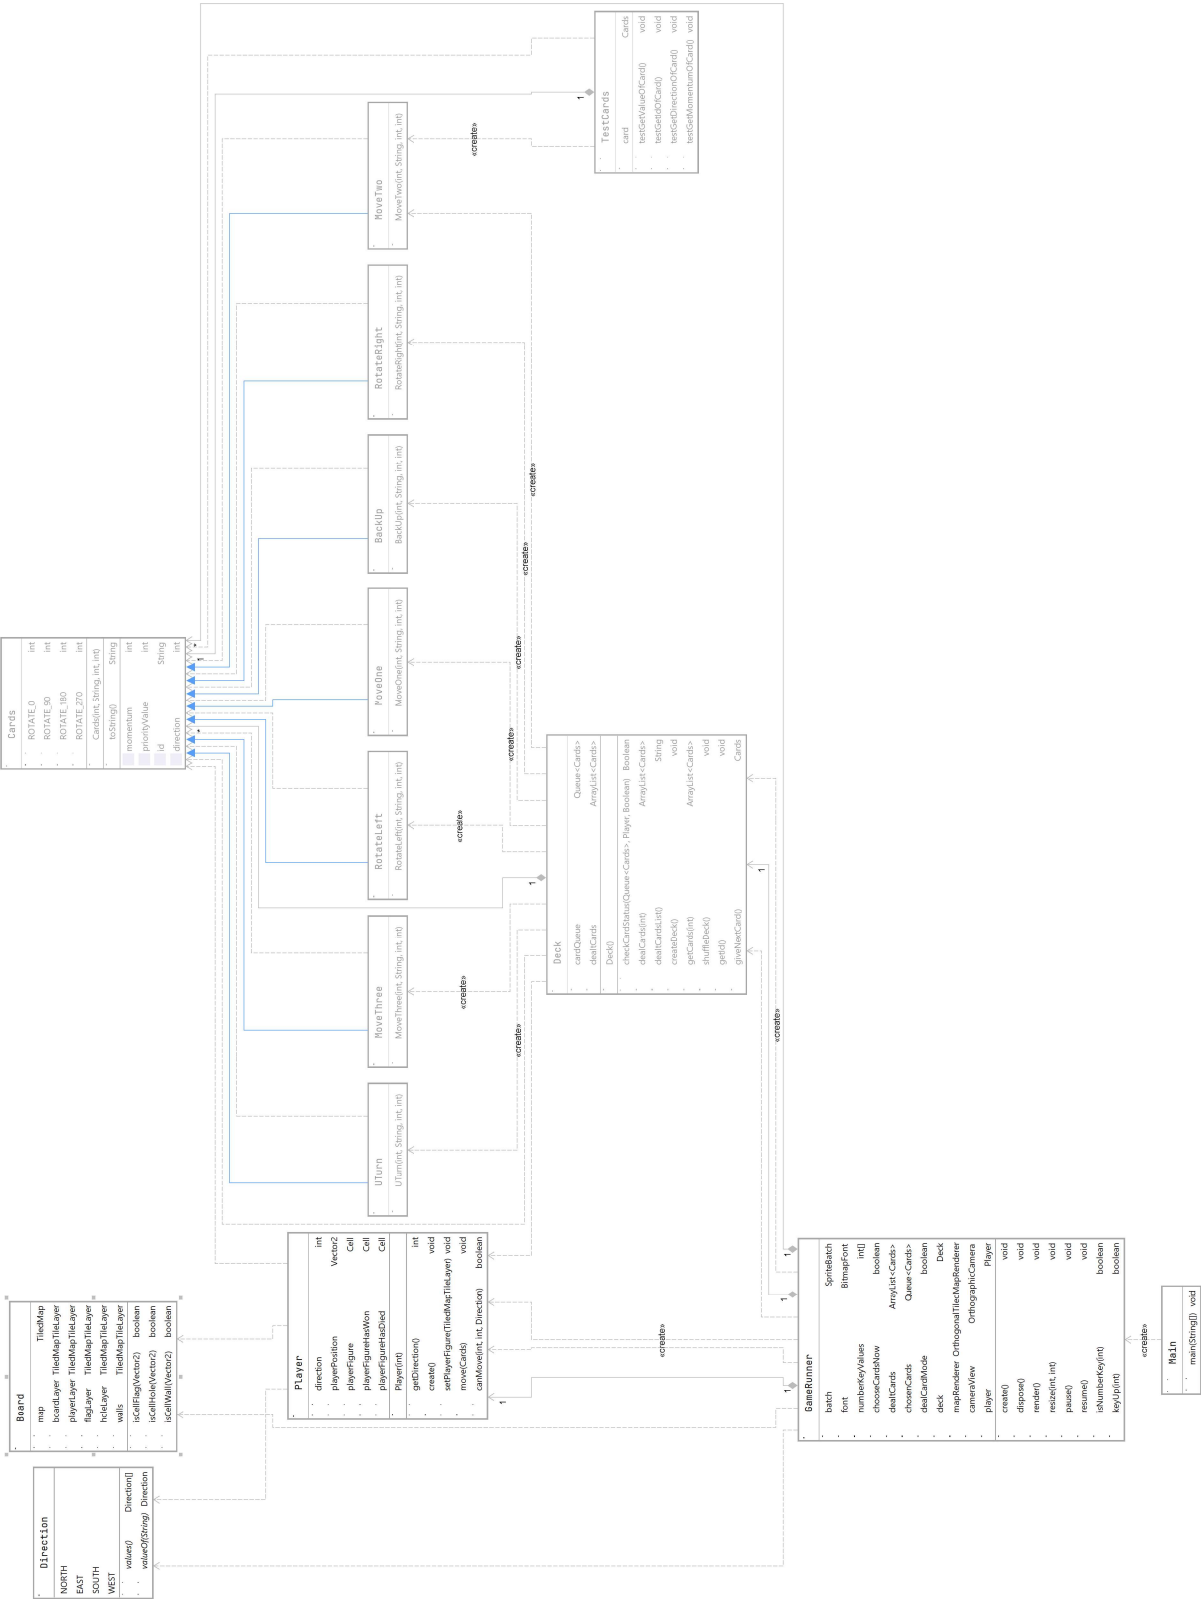 Direction
NORTH
EAST
SOUTH
WEST
values() Direction[]
valueOf(String) Direction
Board
map TiledMap
boardLayer TiledMapTileLayer
playerLayer TiledMapTileLayer
flagLayer TiledMapTileLayer
holeLayer TiledMapTileLayer
walls TiledMapTileLayer
isCellFlag(Vector2) boolean
isCellHole(Vector2) boolean
isCellWall(Vector2) boolean
Cards
ROTATE_0 int
ROTATE_90 int
ROTATE_180 int
ROTATE_270 int
Cards(int, String, int, int)
toString() String
momentum int
priorityValue int
id String
direction int
*
1
*
Player
direction int
playerPosition Vector2
playerFigure Cell
playerFigureHasWon Cell
playerFigureHasDied Cell
Player(int)
getDirection() int
create() void
setPlayerFigure(TiledMapTileLayer) void
move(Cards) void
canMove(int, int, Direction) boolean
1
UTurn
UTurn(int, String, int, int)
MoveThree
MoveThree(int, String, int, int)
RotateLeft
RotateLeft(int, String, int, int)
MoveOne
MoveOne(int, String, int, int)
BackUp
BackUp(int, String, int, int)
RotateRight
RotateRight(int, String, int, int)
MoveTwo
MoveTwo(int, String, int, int)
«create»
«create»
«create»
«create»
«create»
«create»
«create»
«create»
1
1
TestCards
card Cards
testGetValueOfCard() void
testGetIdOfCard() void
testGetDirectionOfCard() void
testGetMomentumOfCard() void
Deck
cardQueue Queue<Cards>
dealtCards ArrayList<Cards>
Deck()
checkCardStatus(Queue<Cards>, Player, Boolean) Boolean
dealCards(int) ArrayList<Cards>
dealtCardsList() String
createDeck() void
getCards(int) ArrayList<Cards>
shuffleDeck() void
getId() void
giveNextCard() Cards
«create»
1
«create»
1
1
1
GameRunner
batch SpriteBatch
font BitmapFont
numberKeyValues int[]
chooseCardsNow boolean
dealtCards ArrayList<Cards>
chosenCards Queue<Cards>
dealCardMode boolean
deck Deck
mapRenderer OrthogonalTiledMapRenderer
cameraView OrthographicCamera
player Player
create() void
dispose() void
render() void
resize(int, int) void
pause() void
resume() void
isNumberKey(int) boolean
keyUp(int) boolean
«create»
Main
main(String[]) void